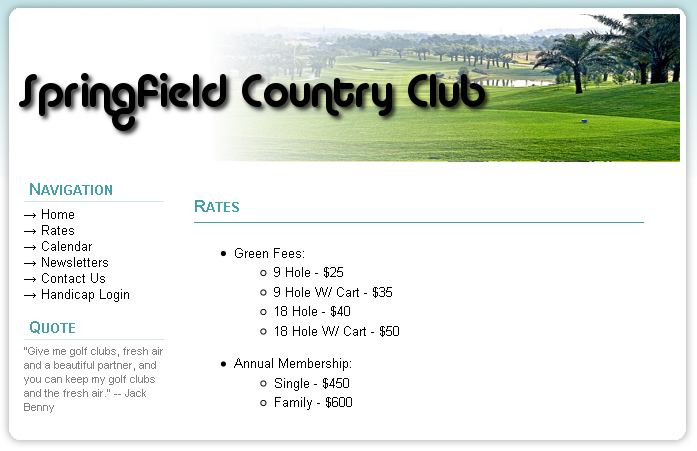 Springfield Country Club
Navigation
→ Home
→ Rates
→ Calendar
→ Newsletters
→ Contact Us
→ Handicap Login
Quote
"Give me golf clubs, fresh air
and a beautiful partner, and
you can keep my golf clubs
and the fresh air." -- Jack
Benny
Rates
• Green Fees:
○ 9 Hole - $25
○ 9 Hole W/ Cart - $35
○ 18 Hole - $40
○ 18 Hole W/ Cart - $50
• Annual Membership:
○ Single - $450
○ Family - $600